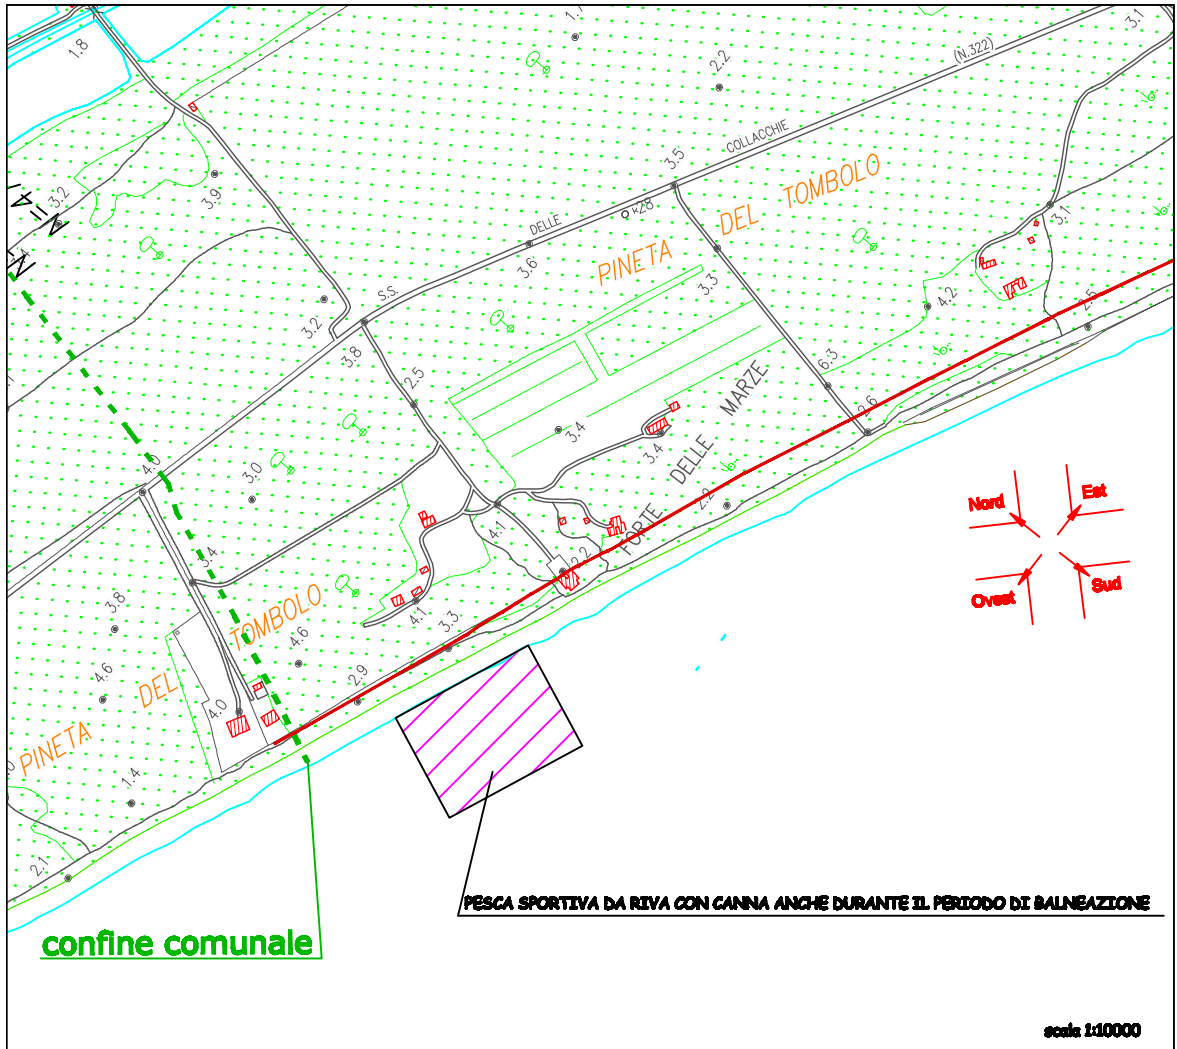 1.8
1.7
2.2
(N.322)
3.1
COLLACCHIE
3.5
3.9
3.2
M-4
DEL TOMBOLO
κ28
3.1
DELLE
3.6
PINETA
3.3
4.2
S.S.
3.2
2.5
3.8
6.3
2.5
MARZE
2.6
3.4
3.4
DELLE
4.0
3.0
2.2
4.1
FORTE
Nord
Est
3.4
2.2
Ovest
Sud
3.8
TOMBOLO
4.1
3.3
4.6
4.6
DEL
2.9
4.0
PINETA
1.4
2.1
PESCA SPORTIVA DA RIVA CON CANNA ANCHE DURANTE IL PERIODO DI BALNEAZIONE
confine comunale
scala 1:10000